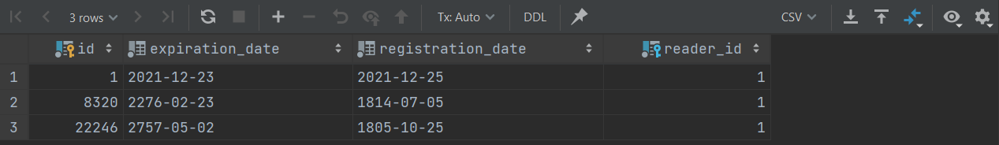 3 rows Tx: Auto DDL CSV
id expiration_date registration_date reader_id
1 1 2021-12-23 2021-12-25 1
2 8320 2276-02-23 1814-07-05 1
3 22246 2757-05-02 1805-10-25 1